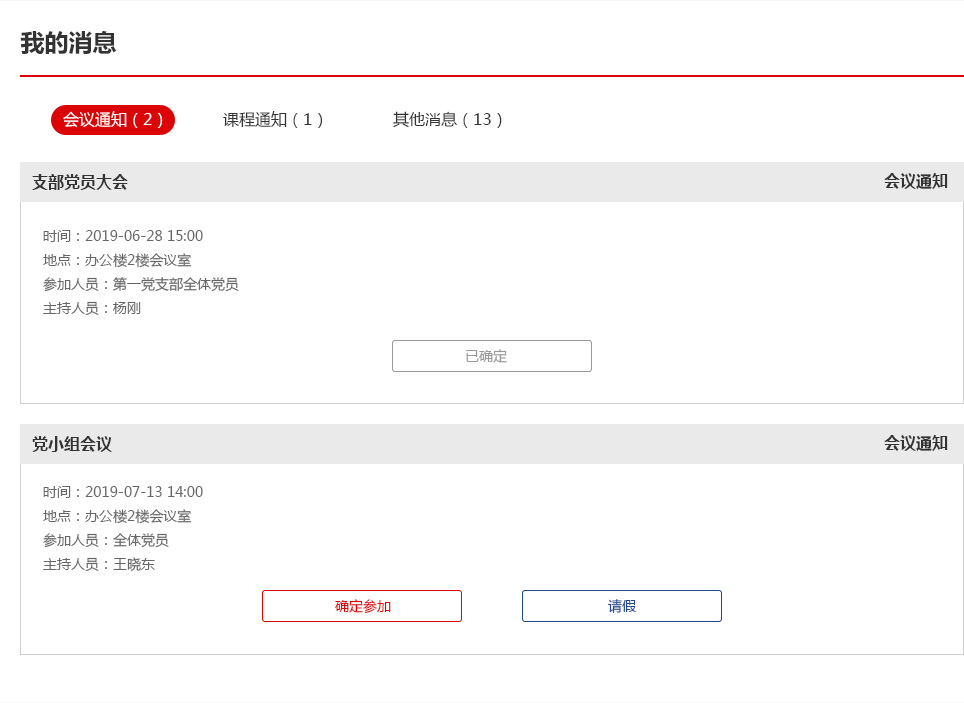 我的消息
会议通知（2） 课程通知（1） 其他消息（13）
支部党员大会 会议通知
时间：2019-06-28 15:00
地点：办公楼2楼会议室
参加人员：第一党支部全体党员
主持人员：杨刚
已确定
党小组会议 会议通知
时间：2019-07-13 14:00
地点：办公楼2楼会议室
参加人员：全体党员
主持人员：王晓东
确定参加 请假